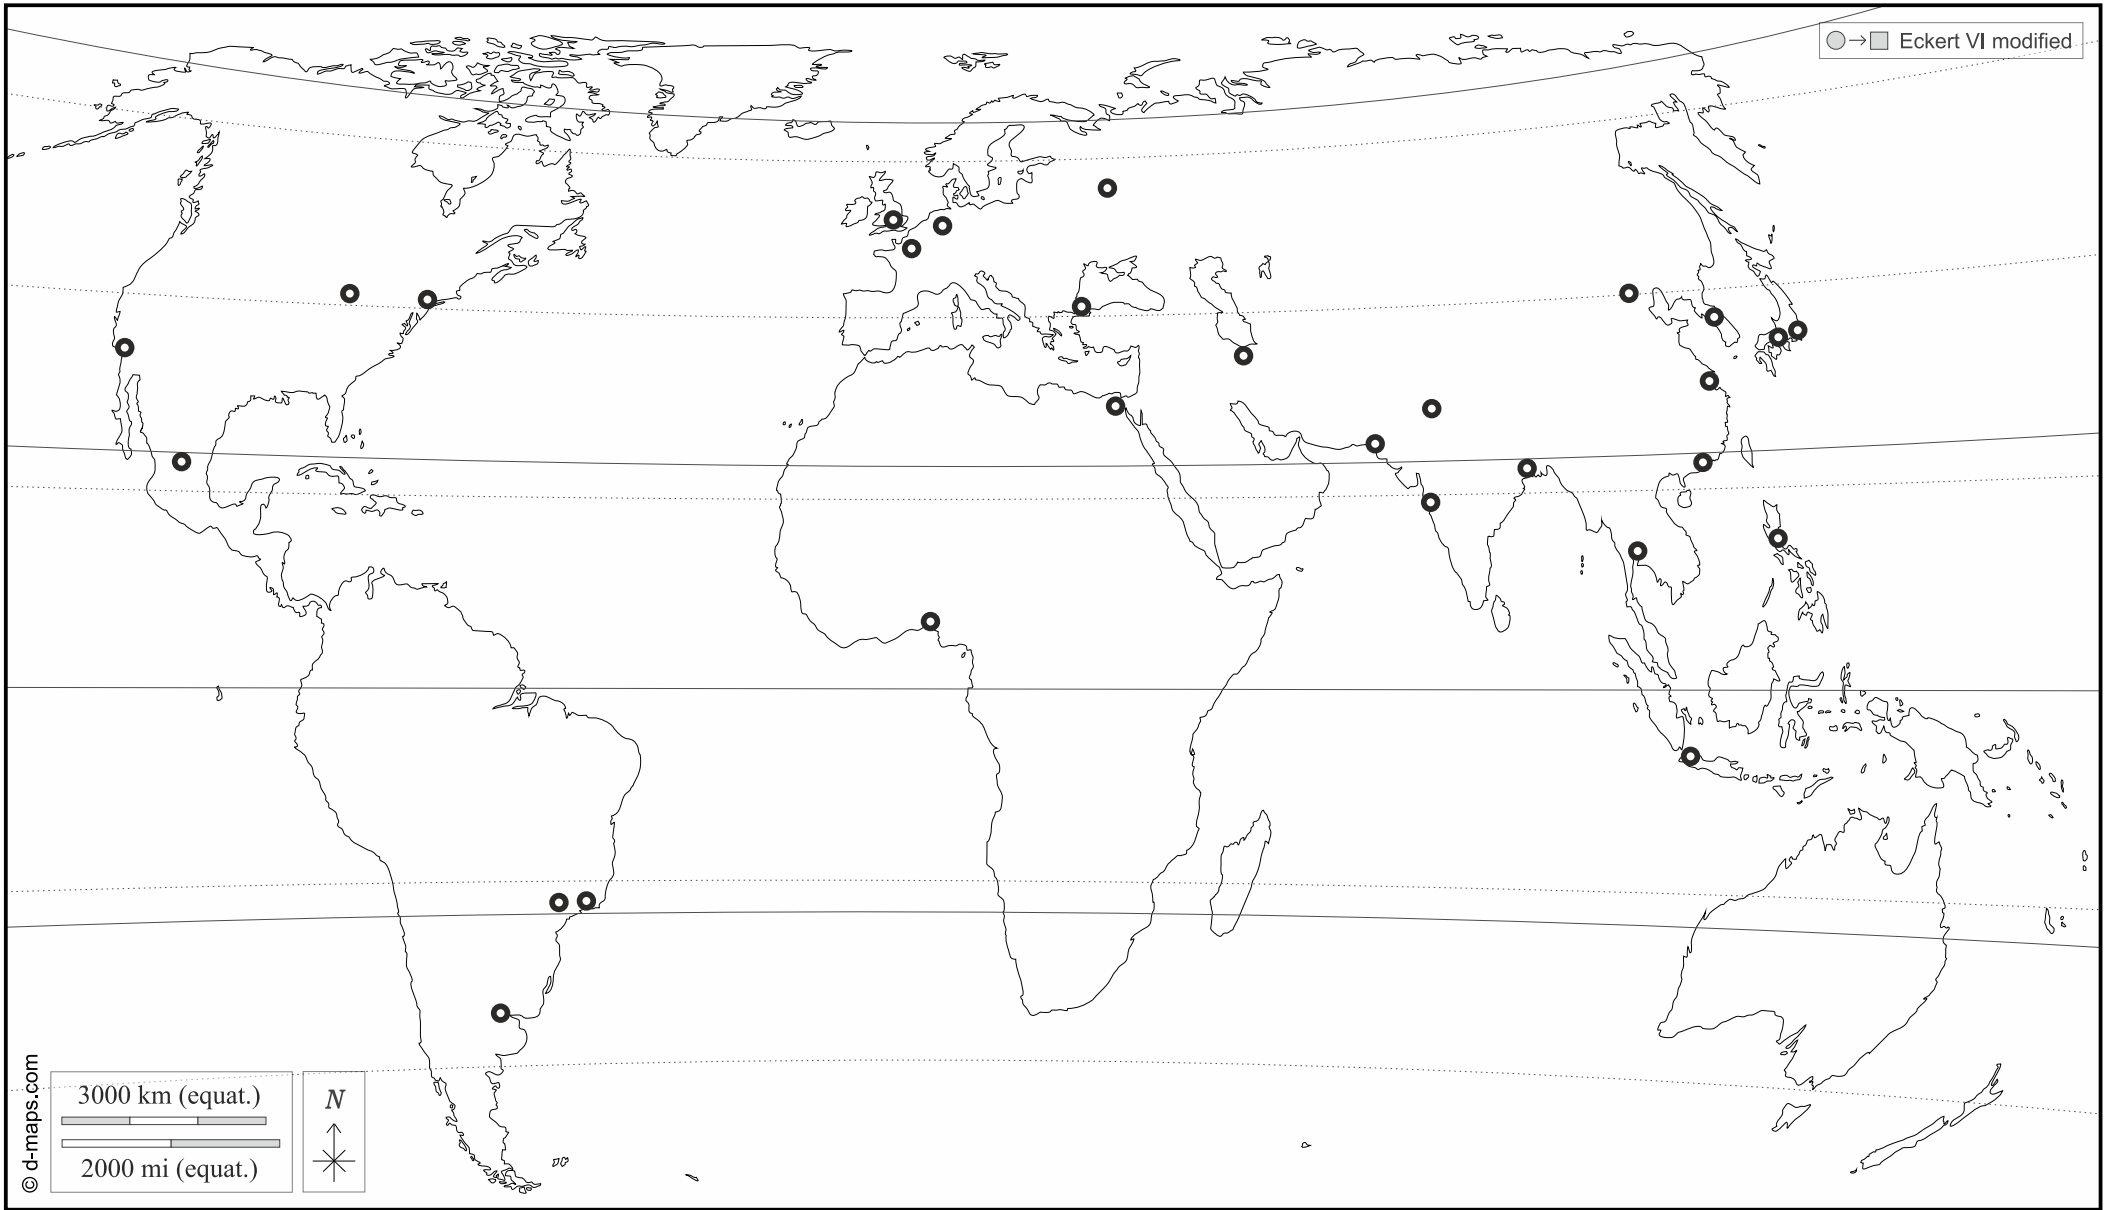 → Eckert VI modified
© d-maps.com
3000 km (equat.)
2000 mi (equat.)
N